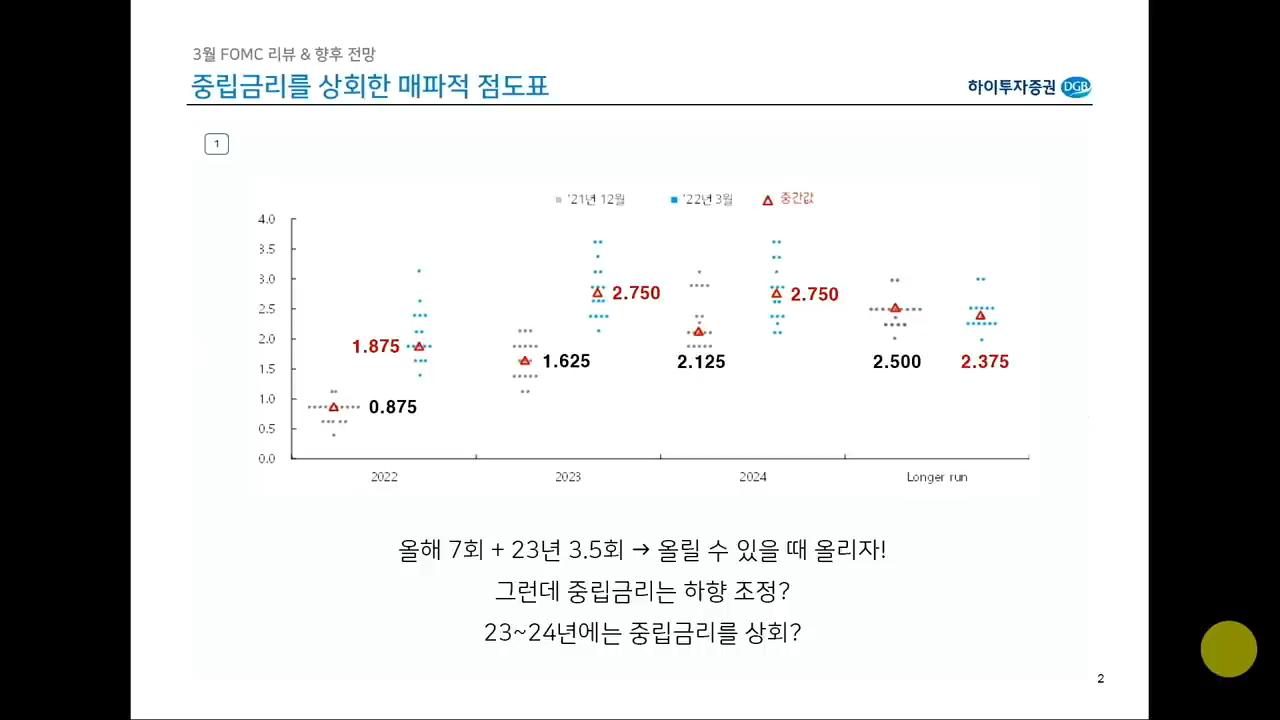 3월 FOMC 리뷰 & 향후 전망
중립금리를 상회한 매파적 점도표
하이투자증권 DGB
1
'21년 12월 '22년 3월 중간값
4.0
3.5
3.0
2.5
2.0
1.5
1.0
0.5
0.0
2.750
2.750
1.875
1.625
2.125
2.500
2.375
0.875
2022 2023 2024 Longer run
올해 7회 + 23년 3.5회 → 올릴 수 있을 때 올리자!
그런데 중립금리는 하향 조정?
23~24년에는 중립금리를 상회?
2